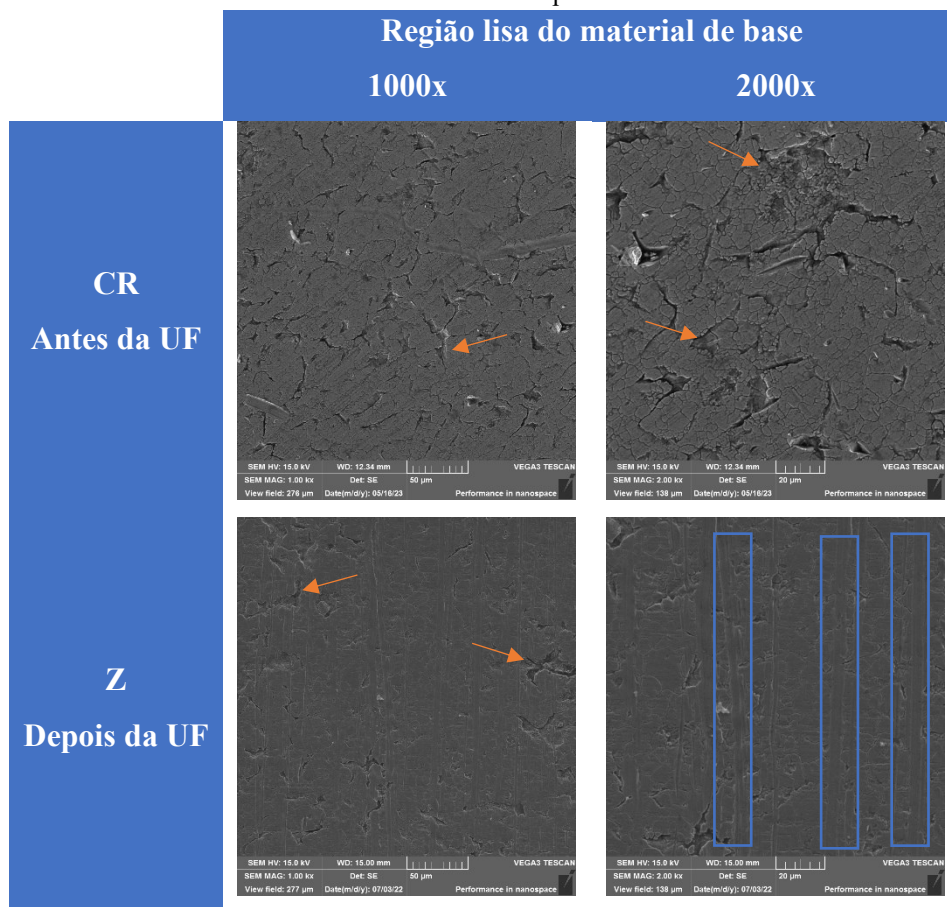 Região lisa do material de base
1000x
2000x
CR
Antes da UF
SEM HV: 15.0 kV WD: 12.34 mm VEGA3 TESCAN
SEM MAG: 1.00 kx Det: SE 50 µm
View field: 276 µm Date(m/d/y): 05/16/23 Performance in nanospace
SEM HV: 15.0 kV WD: 12.34 mm VEGA3 TESCAN
SEM MAG: 2.00 kx Det: SE 20 µm
View field: 138 µm Date(m/d/y): 05/16/23 Performance in nanospace
Z
Depois da UF
SEM HV: 15.0 kV WD: 15.00 mm VEGA3 TESCAN
SEM MAG: 1.00 kx Det: SE 50 µm
View field: 277 µm Date(m/d/y): 07/03/22 Performance in nanospace
SEM HV: 15.0 kV WD: 15.00 mm VEGA3 TESCAN
SEM MAG: 2.00 kx Det: SE 20 µm
View field: 138 µm Date(m/d/y): 07/03/22 Performance in nanospace